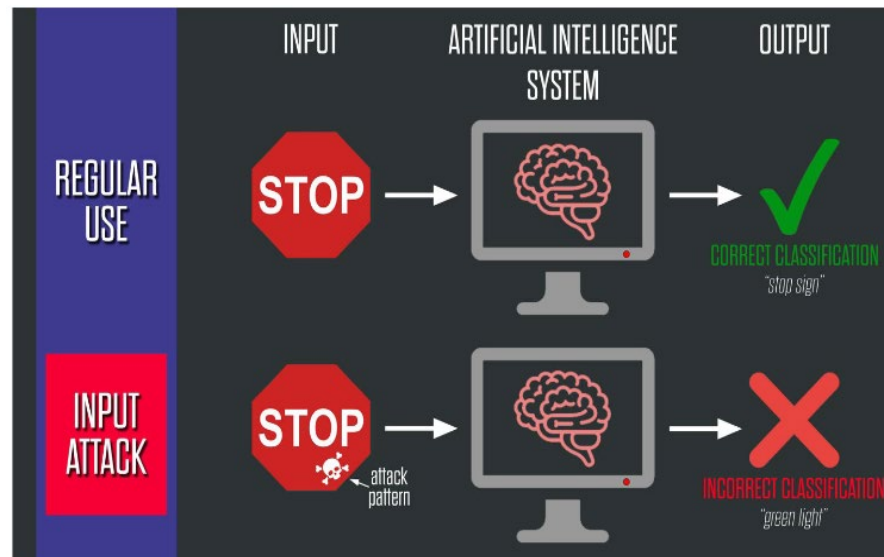 INPUT
ARTIFICIAL INTELLIGENCE
SYSTEM
OUTPUT
REGULAR
USE
STOP
CORRECT CLASSIFICATION
"stop sign"
INPUT
ATTACK
STOP
attack
pattern
INCORRECT CLASSIFICATION
"green light"